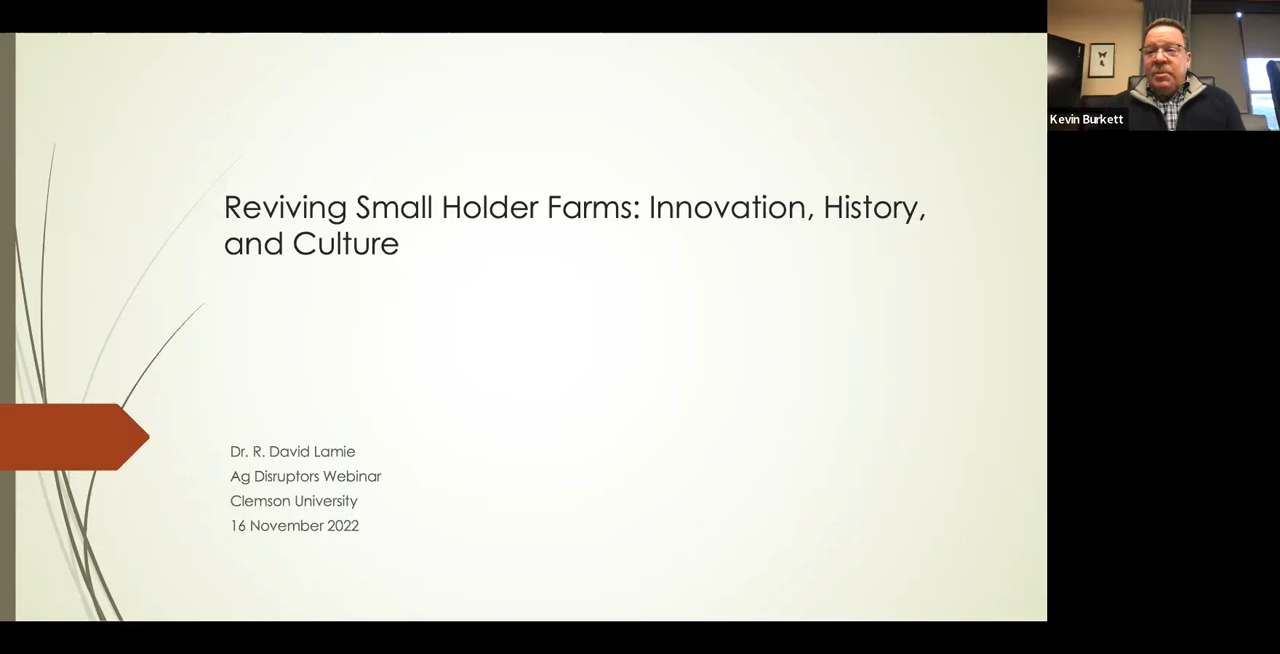 Reviving Small Holder Farms: Innovation, History,
and Culture
Dr. R. David Lamie
Ag Disruptors Webinar
Clemson University
16 November 2022
Kevin Burkett